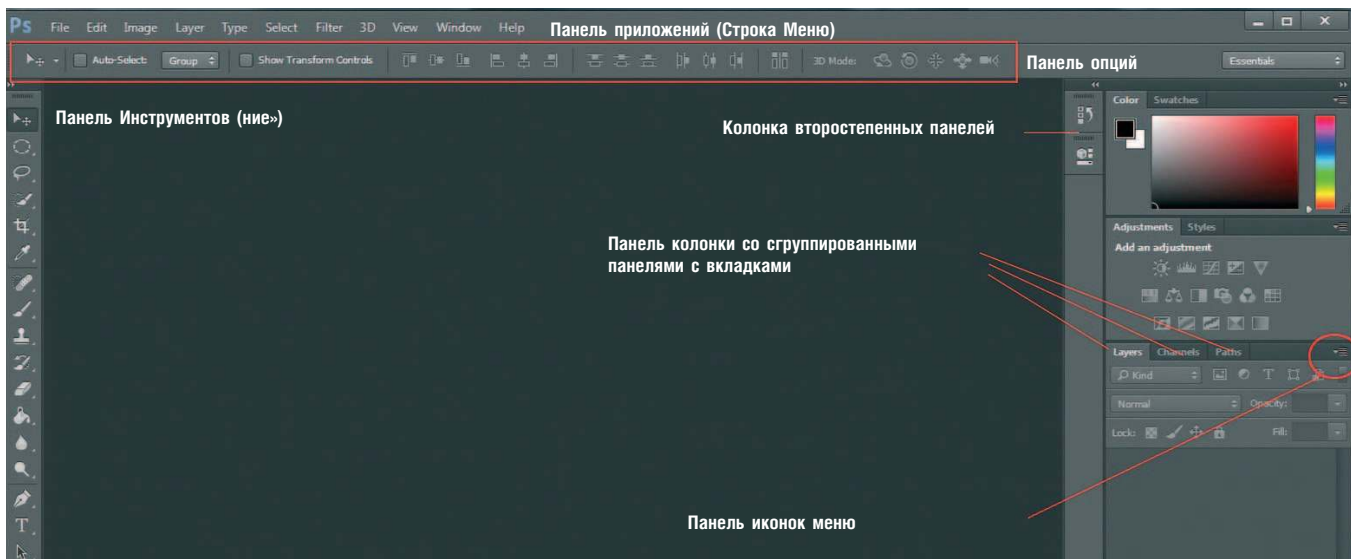 Ps File Edit Image Layer Type Select Filter 3D View Window Help Панель приложений (Строка Меню)
Auto-Select: Group Show Transform Controls 3D Mode: Панель опций Essentials
Панель Инструментов (ние»)
Колонка второстепенных панелей
Color Swatches
Панель колонки со сгруппированными
панелями с вкладками
Adjustments Styles
Add an adjustment
Layers Channels Paths
Kind
Normal Opacity:
Lock: Fill:
Панель иконок меню